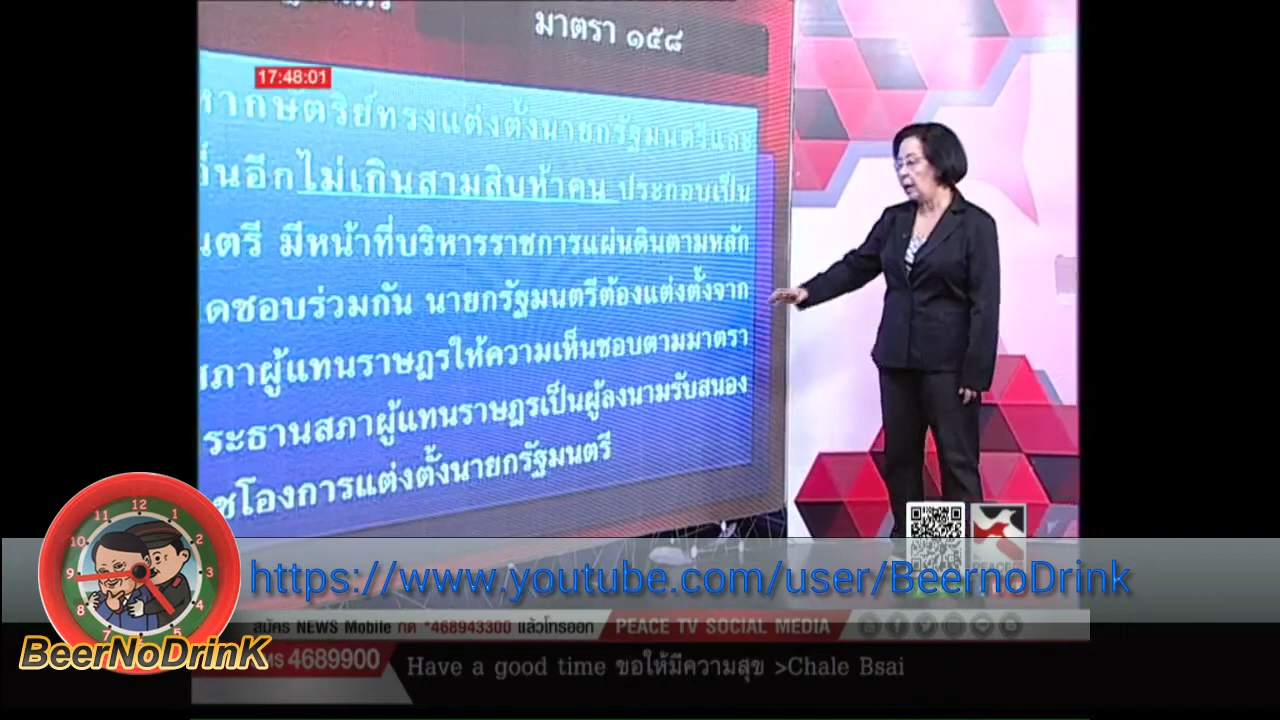 มาตรา ๑๕๘
17:48:01
หากษัตริย์ทรงแต่งตั้งนายกรัฐมนตรีและ
อื่นอีกไม่เกินสามสิบห้าคน ประกอบเป็น
นตรี มีหน้าที่บริหารราชการแผ่นดินตามหลัก
ดชอบร่วมกัน นายกรัฐมนตรีต้องแต่งตั้งจาก
สภาผู้แทนราษฎรให้ความเห็นชอบตามมาตรา
ระธานสภาผู้แทนราษฎรเป็นผู้ลงนามรับสนอง
ชโองการแต่งตั้งนายกรัฐมนตรี
12
1
2
3
4
5
7
8
9
10
11
https://www.youtube.com/user/BeernoDrink
BeerNoDrinK
สมัคร NEWS Mobile กด *468943300 แล้วโทรออก PEACE TV SOCIAL MEDIA
4689900 Have a good time ขอให้มีความสุข >Chale Bsai